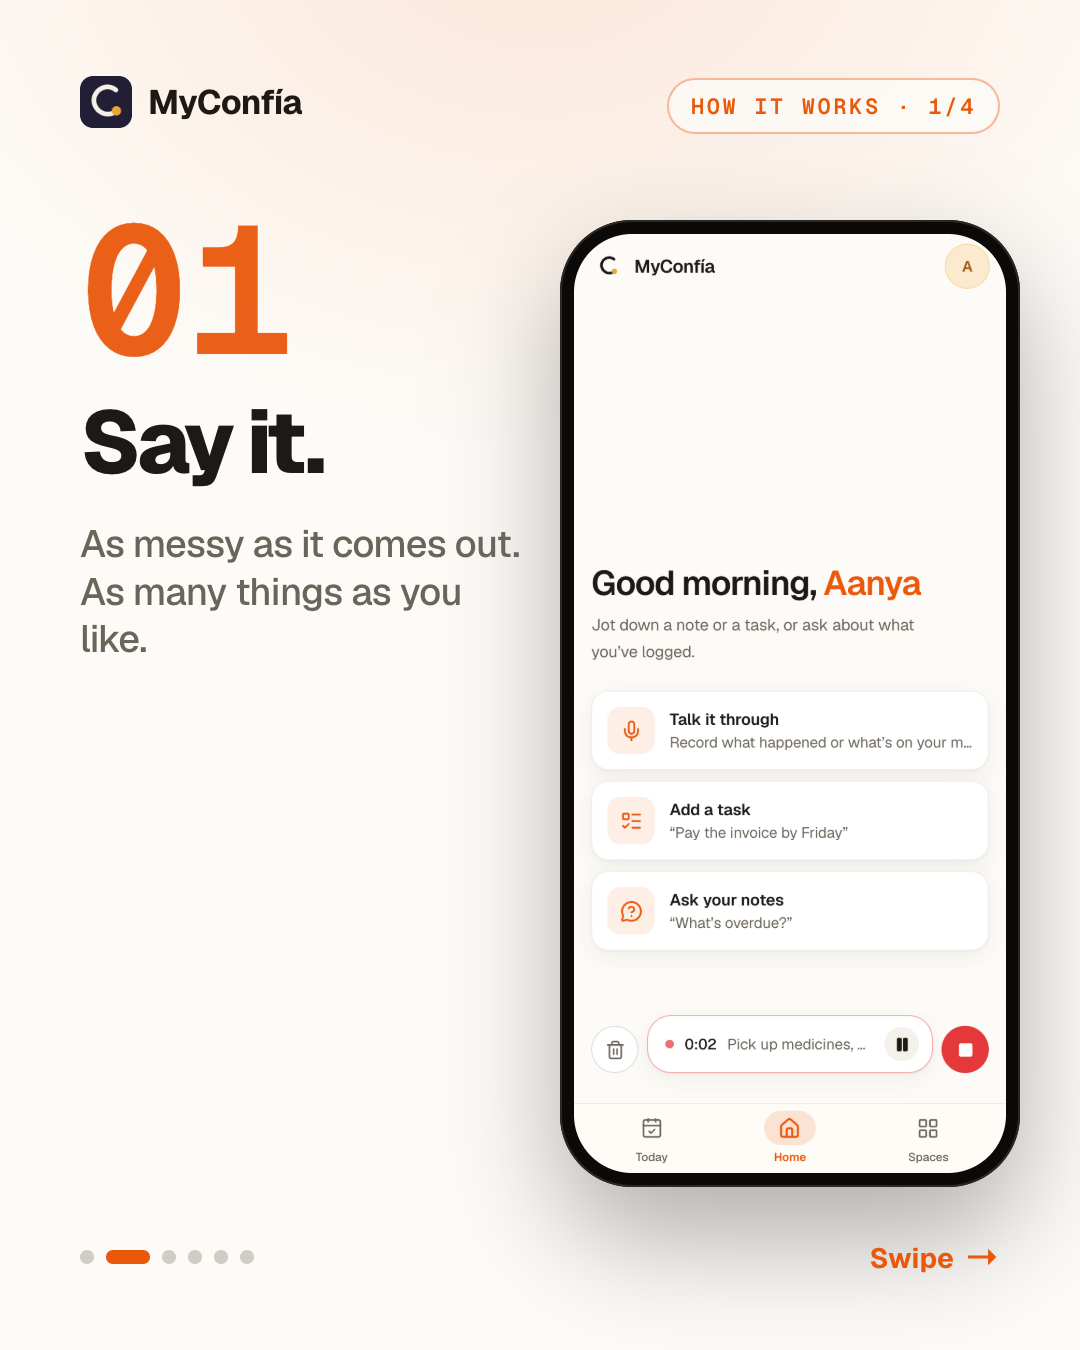 MyConfía
HOW IT WORKS · 1/4
01
Say it.
As messy as it comes out.
As many things as you
like.
MyConfía
A
Good morning, Aanya
Jot down a note or a task, or ask about what
you’ve logged.
Talk it through
Record what happened or what’s on your m...
Add a task
“Pay the invoice by Friday”
Ask your notes
“What’s overdue?”
0:02 Pick up medicines, ...
Today
Home
Spaces
Swipe →